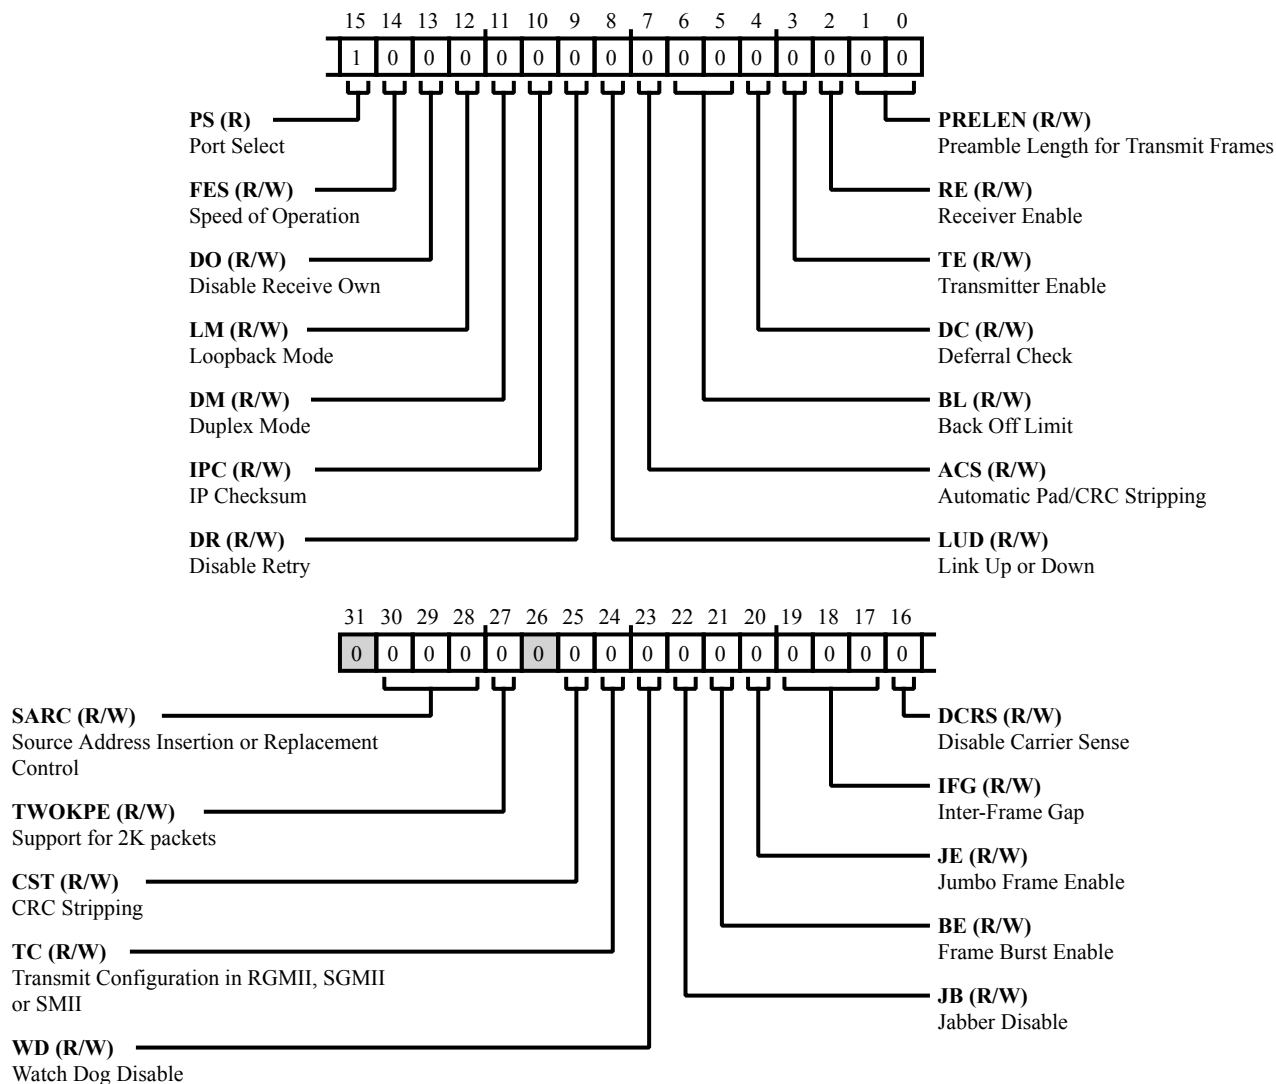 15 14 13 12 11 10 9 8 7 6 5 4 3 2 1 0
1 0 0 0 0 0 0 0 0 0 0 0 0 0 0 0
PS (R)
Port Select
FES (R/W)
Speed of Operation
DO (R/W)
Disable Receive Own
LM (R/W)
Loopback Mode
DM (R/W)
Duplex Mode
IPC (R/W)
IP Checksum
DR (R/W)
Disable Retry
PRELEN (R/W)
Preamble Length for Transmit Frames
RE (R/W)
Receiver Enable
TE (R/W)
Transmitter Enable
DC (R/W)
Deferral Check
BL (R/W)
Back Off Limit
ACS (R/W)
Automatic Pad/CRC Stripping
LUD (R/W)
Link Up or Down
31 30 29 28 27 26 25 24 23 22 21 20 19 18 17 16
0 0 0 0 0 0 0 0 0 0 0 0 0 0 0 0
SARC (R/W)
Source Address Insertion or Replacement
Control
TWOKPE (R/W)
Support for 2K packets
CST (R/W)
CRC Stripping
TC (R/W)
Transmit Configuration in RGMII, SGMII
or SMII
WD (R/W)
Watch Dog Disable
DCRS (R/W)
Disable Carrier Sense
IFG (R/W)
Inter-Frame Gap
JE (R/W)
Jumbo Frame Enable
BE (R/W)
Frame Burst Enable
JB (R/W)
Jabber Disable